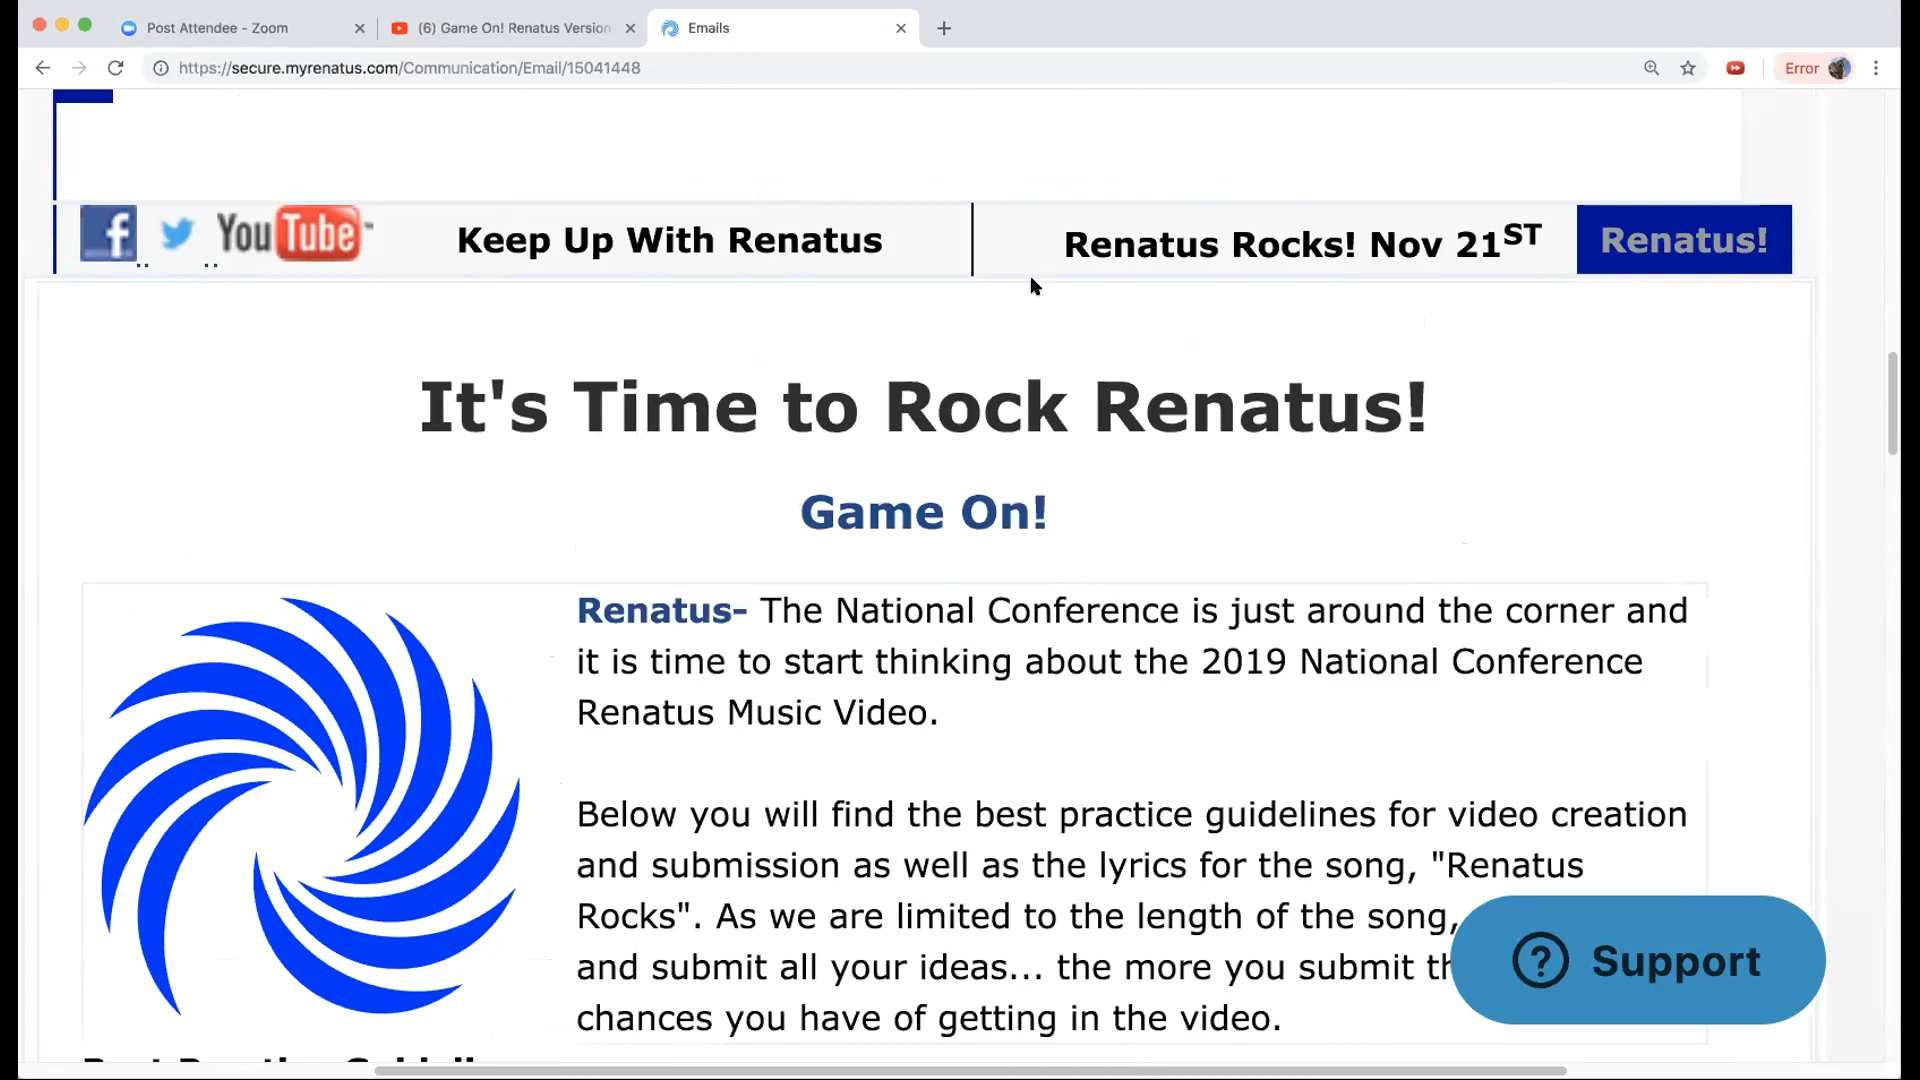 Post Attendee - Zoom
(6) Game On! Renatus Version
Emails
https://secure.myrenatus.com/Communication/Email/15041448
Error
f
YouTube
Keep Up With Renatus
Renatus Rocks! Nov 21ST
Renatus!
It's Time to Rock Renatus!
Game On!
Renatus- The National Conference is just around the corner and
it is time to start thinking about the 2019 National Conference
Renatus Music Video.
Below you will find the best practice guidelines for video creation
and submission as well as the lyrics for the song, "Renatus
Rocks". As we are limited to the length of the song,
and submit all your ideas... the more you submit th
chances you have of getting in the video.
? Support